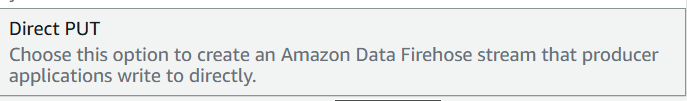 Direct PUT
Choose this option to create an Amazon Data Firehose stream that producer
applications write to directly.